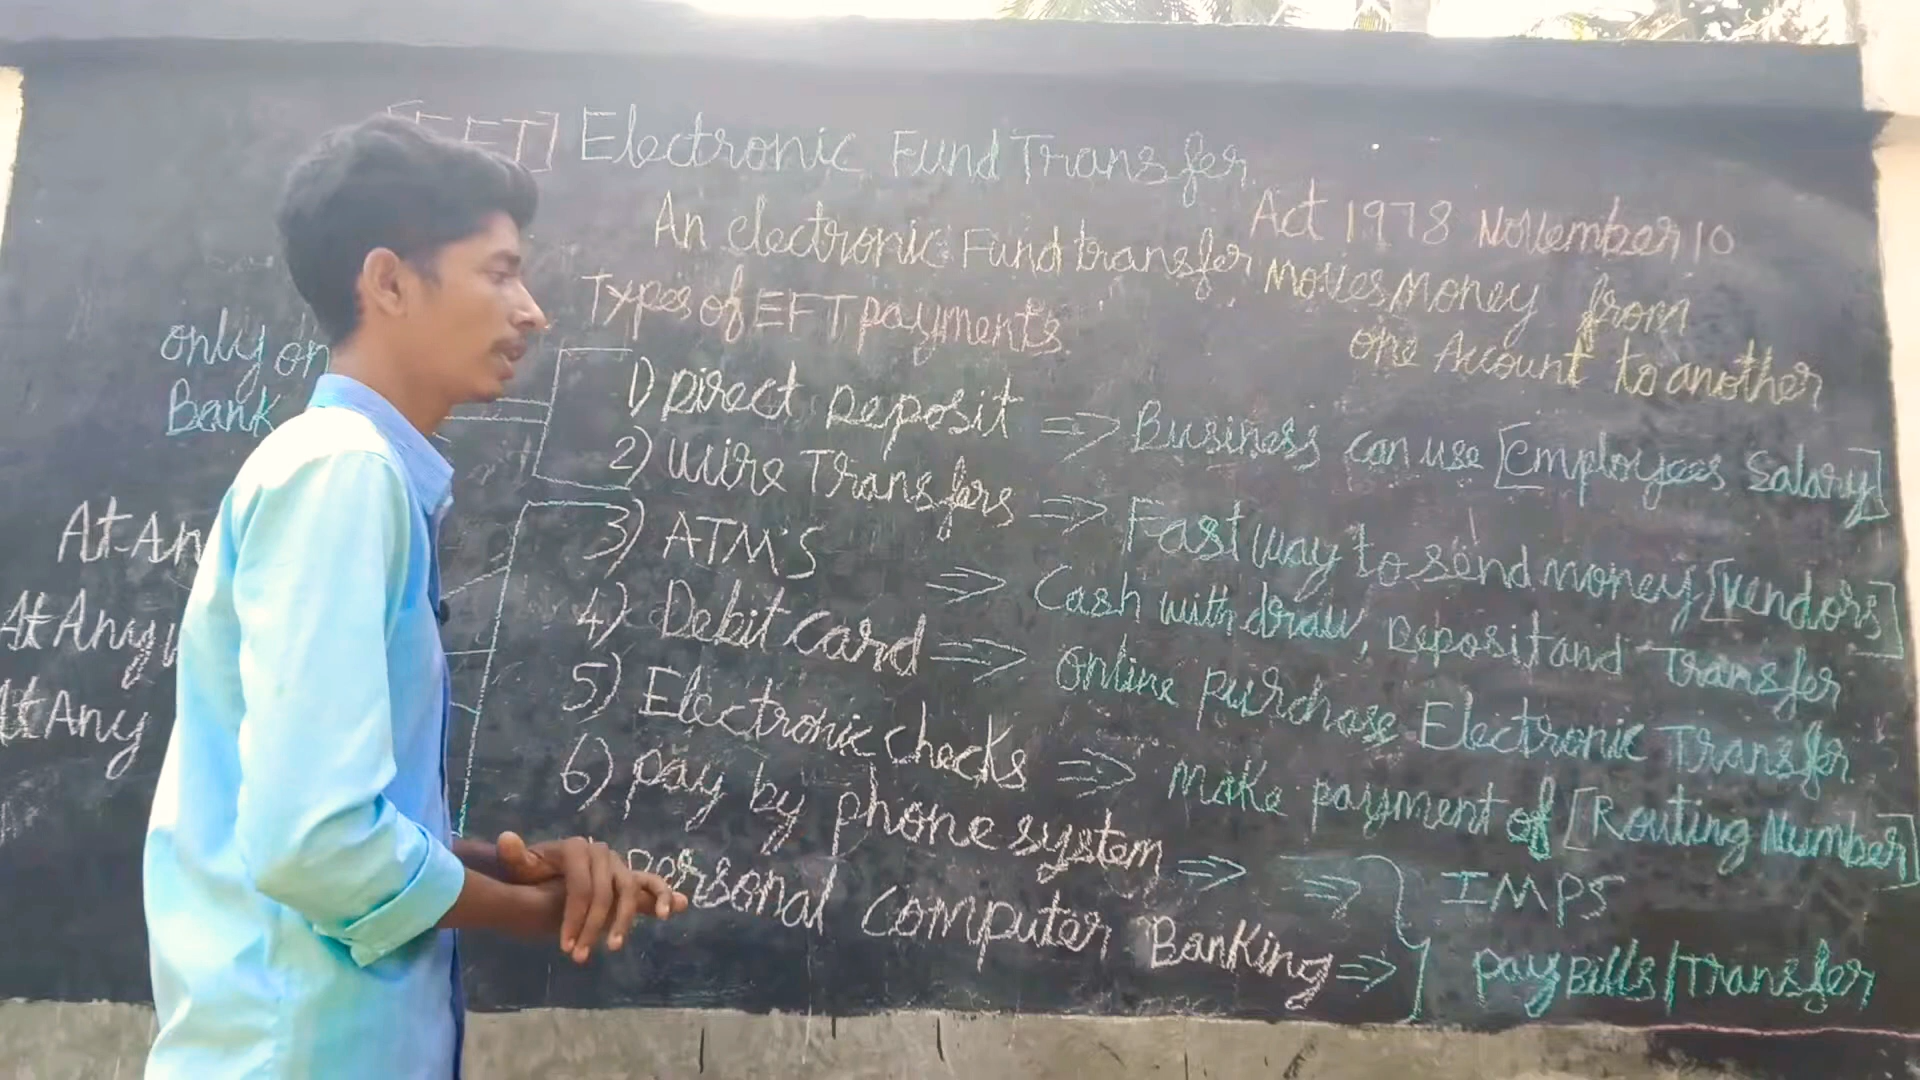 EFT] Electronic Fund Transfer
Act 1978 November 10
An electronic Fund transfer moves money from
one Account to another
Types of EFT payments
only on
Bank
1) Direct Deposit => Business can use [Employees Salary]
2) Wire Transfers => Fast way to send money [vendors]
3) ATM'S => Cash with draw, Deposit and Transfer
4) Debit card => online purchase Electronic Transfer
5) Electronic checks => make payment of [Routing Number]
6) pay by phone system => => IMPS
personal computer Banking => pay Bills/Transfer
At Any
At Any